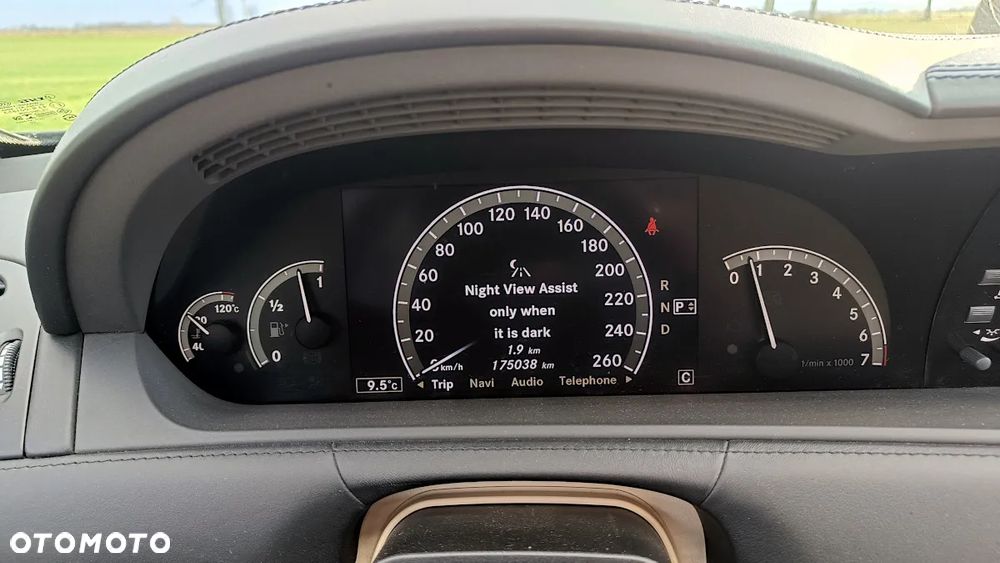 120 140
100 160
80 180
60 200
40 220
20 240
0 km/h 260
Night View Assist
only when
it is dark
1.9 km
175038 km
Trip Navi Audio Telephone
9.5°C
120°C
40
1
½
0
R
N P
D
C
0 1 2 3 4 5 6 7
1/min x 1000
OTOMOTO